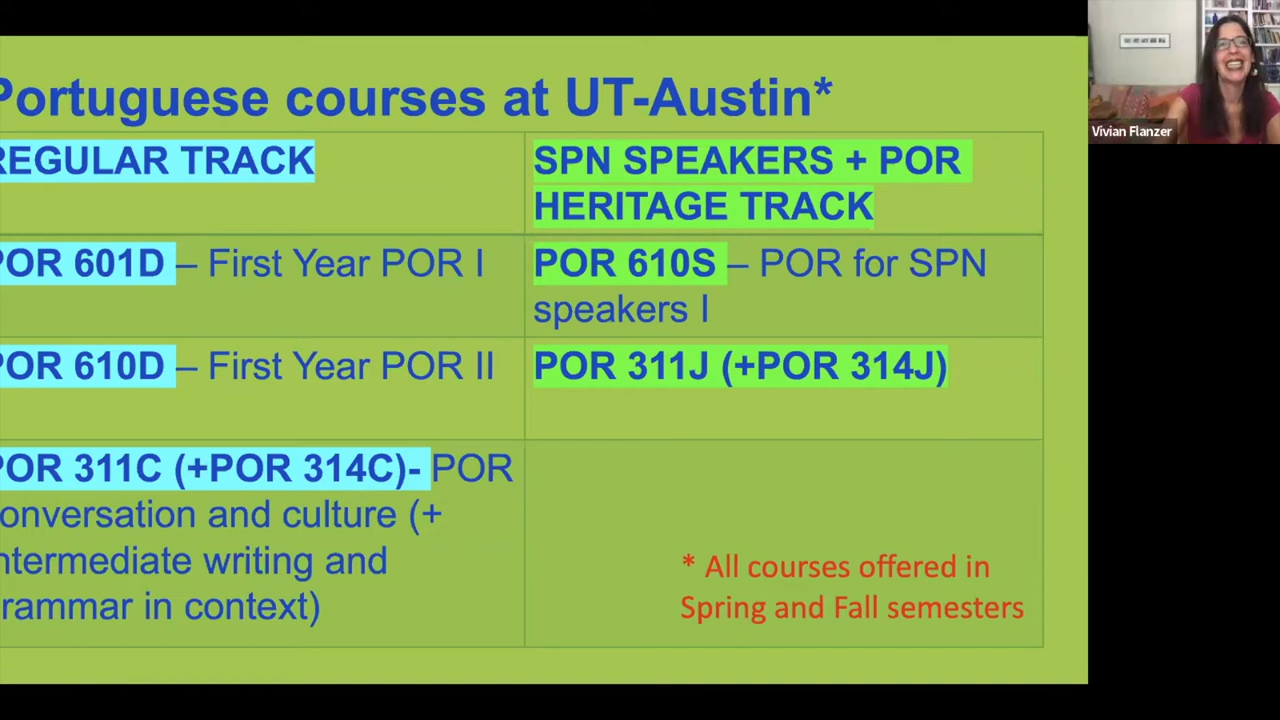 Portuguese courses at UT-Austin*
REGULAR TRACK
SPN SPEAKERS + POR
HERITAGE TRACK
POR 601D – First Year POR I
POR 610S – POR for SPN
speakers I
POR 610D – First Year POR II
POR 311J (+POR 314J)
POR 311C (+POR 314C)- POR
onversation and culture (+
ntermediate writing and
rammar in context)
* All courses offered in
Spring and Fall semesters
Vivian Flanzer